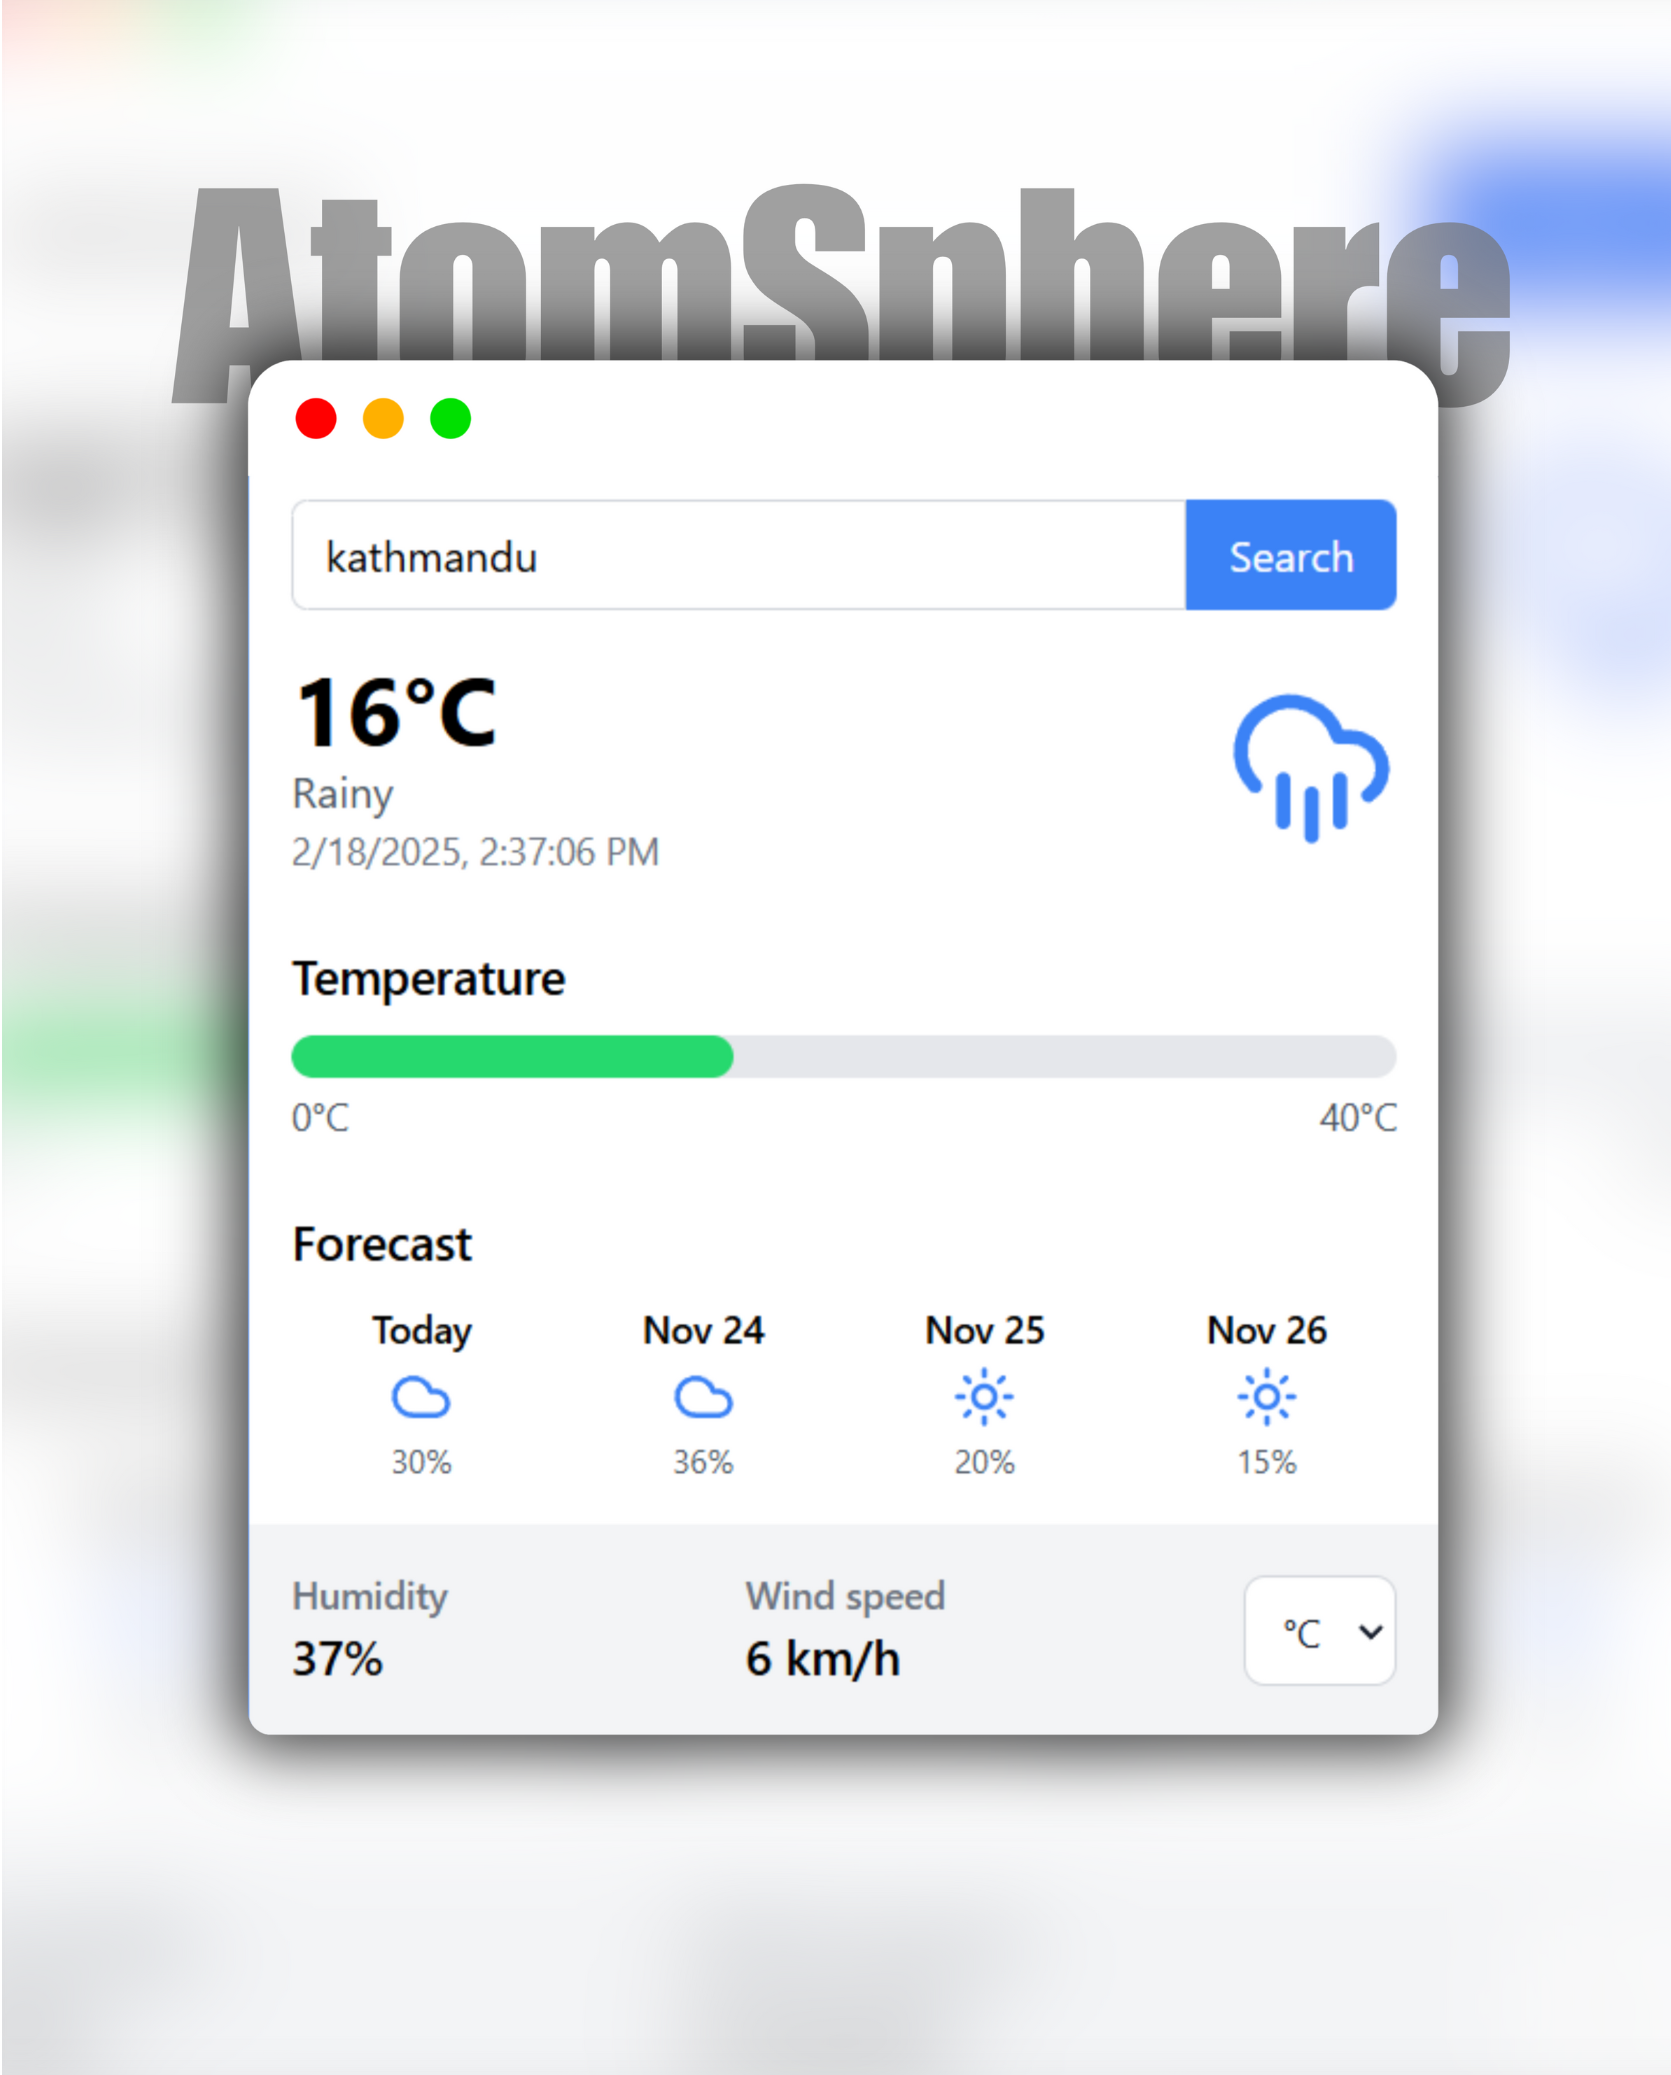 AtomSphere
kathmandu
Search
16°C
Rainy
2/18/2025, 2:37:06 PM
Temperature
0°C
40°C
Forecast
Today
Nov 24
Nov 25
Nov 26
30%
36%
20%
15%
Humidity
Wind speed
37%
6 km/h
°C